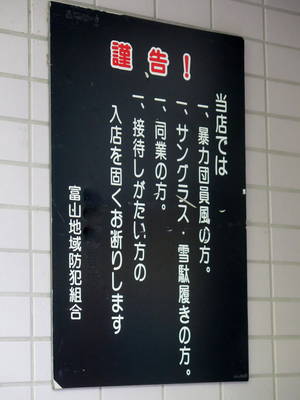 謹告！
当店では
一、暴力団員風の方。
一、サングラス・雪駄履きの方。
一、同業の方。
一、接待しがたい方の
入店を固くお断りします
富山地域防犯組合